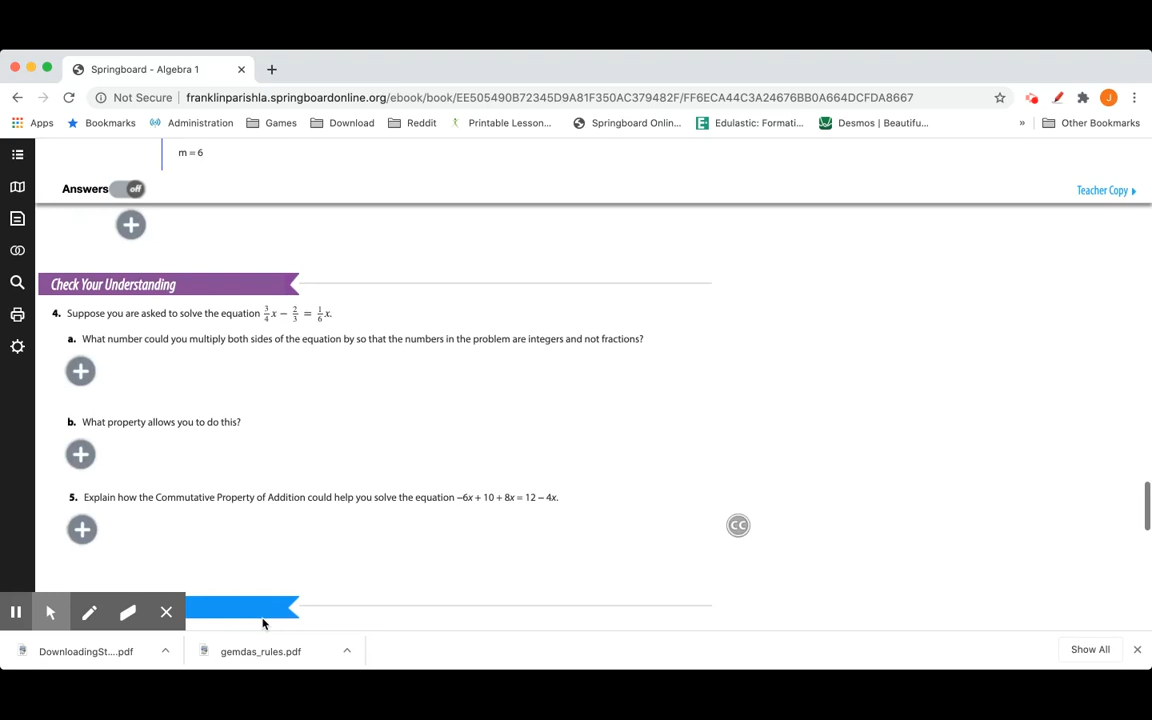 Springboard - Algebra 1
Not Secure | franklinparishla.springboardonline.org/ebook/book/EE505490B72345D9A81F350AC379482F/FF6ECA44C3A24676BB0A664DCFDA8667
J
Apps Bookmarks Administration Games Download Reddit Printable Lesson... Springboard Onlin... Edulastic: Formati... Desmos | Beautifu... » Other Bookmarks
m = 6
Answers off
Teacher Copy
Check Your Understanding
4. Suppose you are asked to solve the equation 3/4 x − 2/3 = 1/6 x.
a. What number could you multiply both sides of the equation by so that the numbers in the problem are integers and not fractions?
b. What property allows you to do this?
5. Explain how the Commutative Property of Addition could help you solve the equation −6x + 10 + 8x = 12 − 4x.
CC
DownloadingSt....pdf
gemdas_rules.pdf
Show All